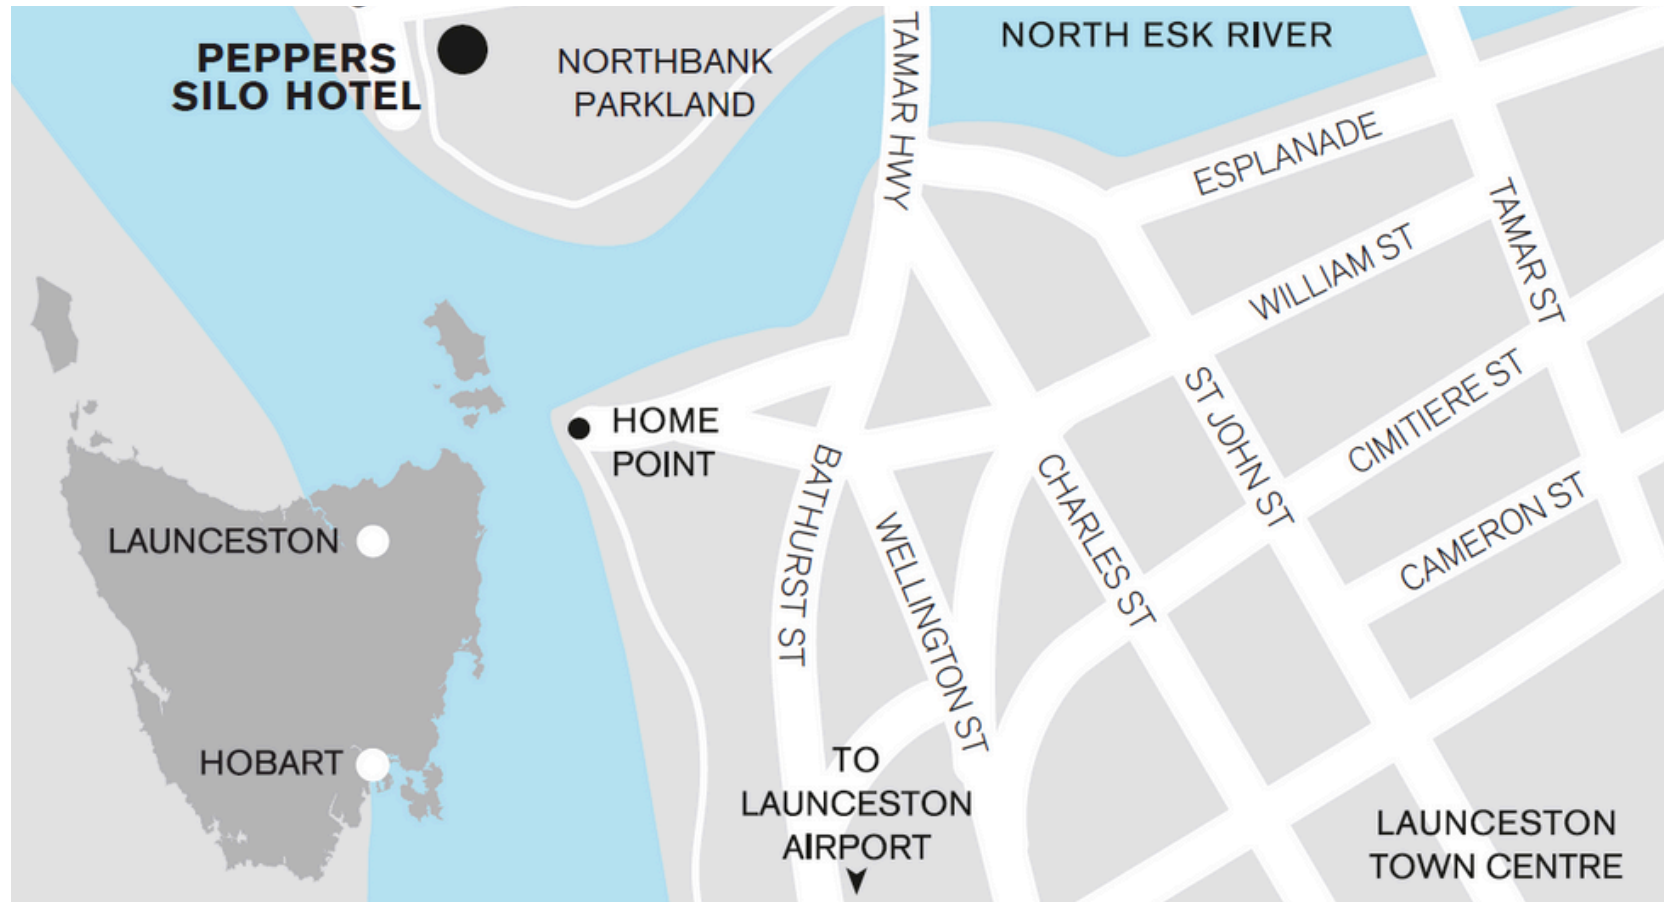 PEPPERS
SILO HOTEL
NORTHBANK
PARKLAND
TAMAR HWY
NORTH ESK RIVER
ESPLANADE
WILLIAM ST
TAMAR ST
CIMITIERE ST
CAMERON ST
ST JOHN ST
CHARLES ST
HOME
POINT
BATHURST ST
WELLINGTON ST
LAUNCESTON
HOBART
TO
LAUNCESTON
AIRPORT
LAUNCESTON
TOWN CENTRE